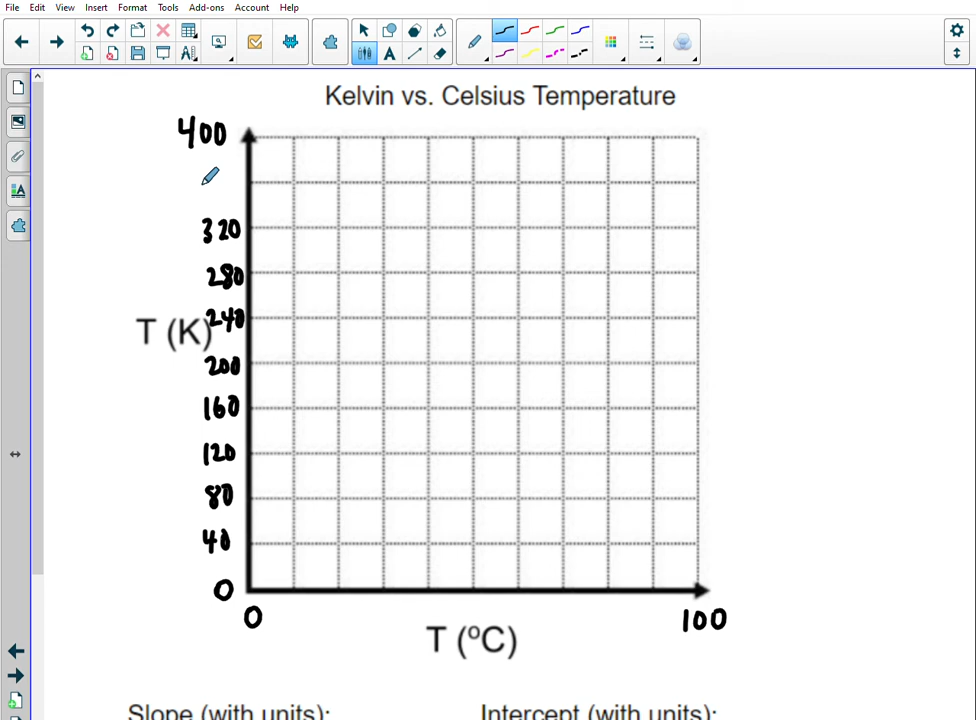 File Edit View Insert Format Tools Add-ons Account Help
Kelvin vs. Celsius Temperature
400
320
280
240
T (K)
200
160
120
80
40
0
0
100
T (°C)
Slope (with units):
Intercept (with units):